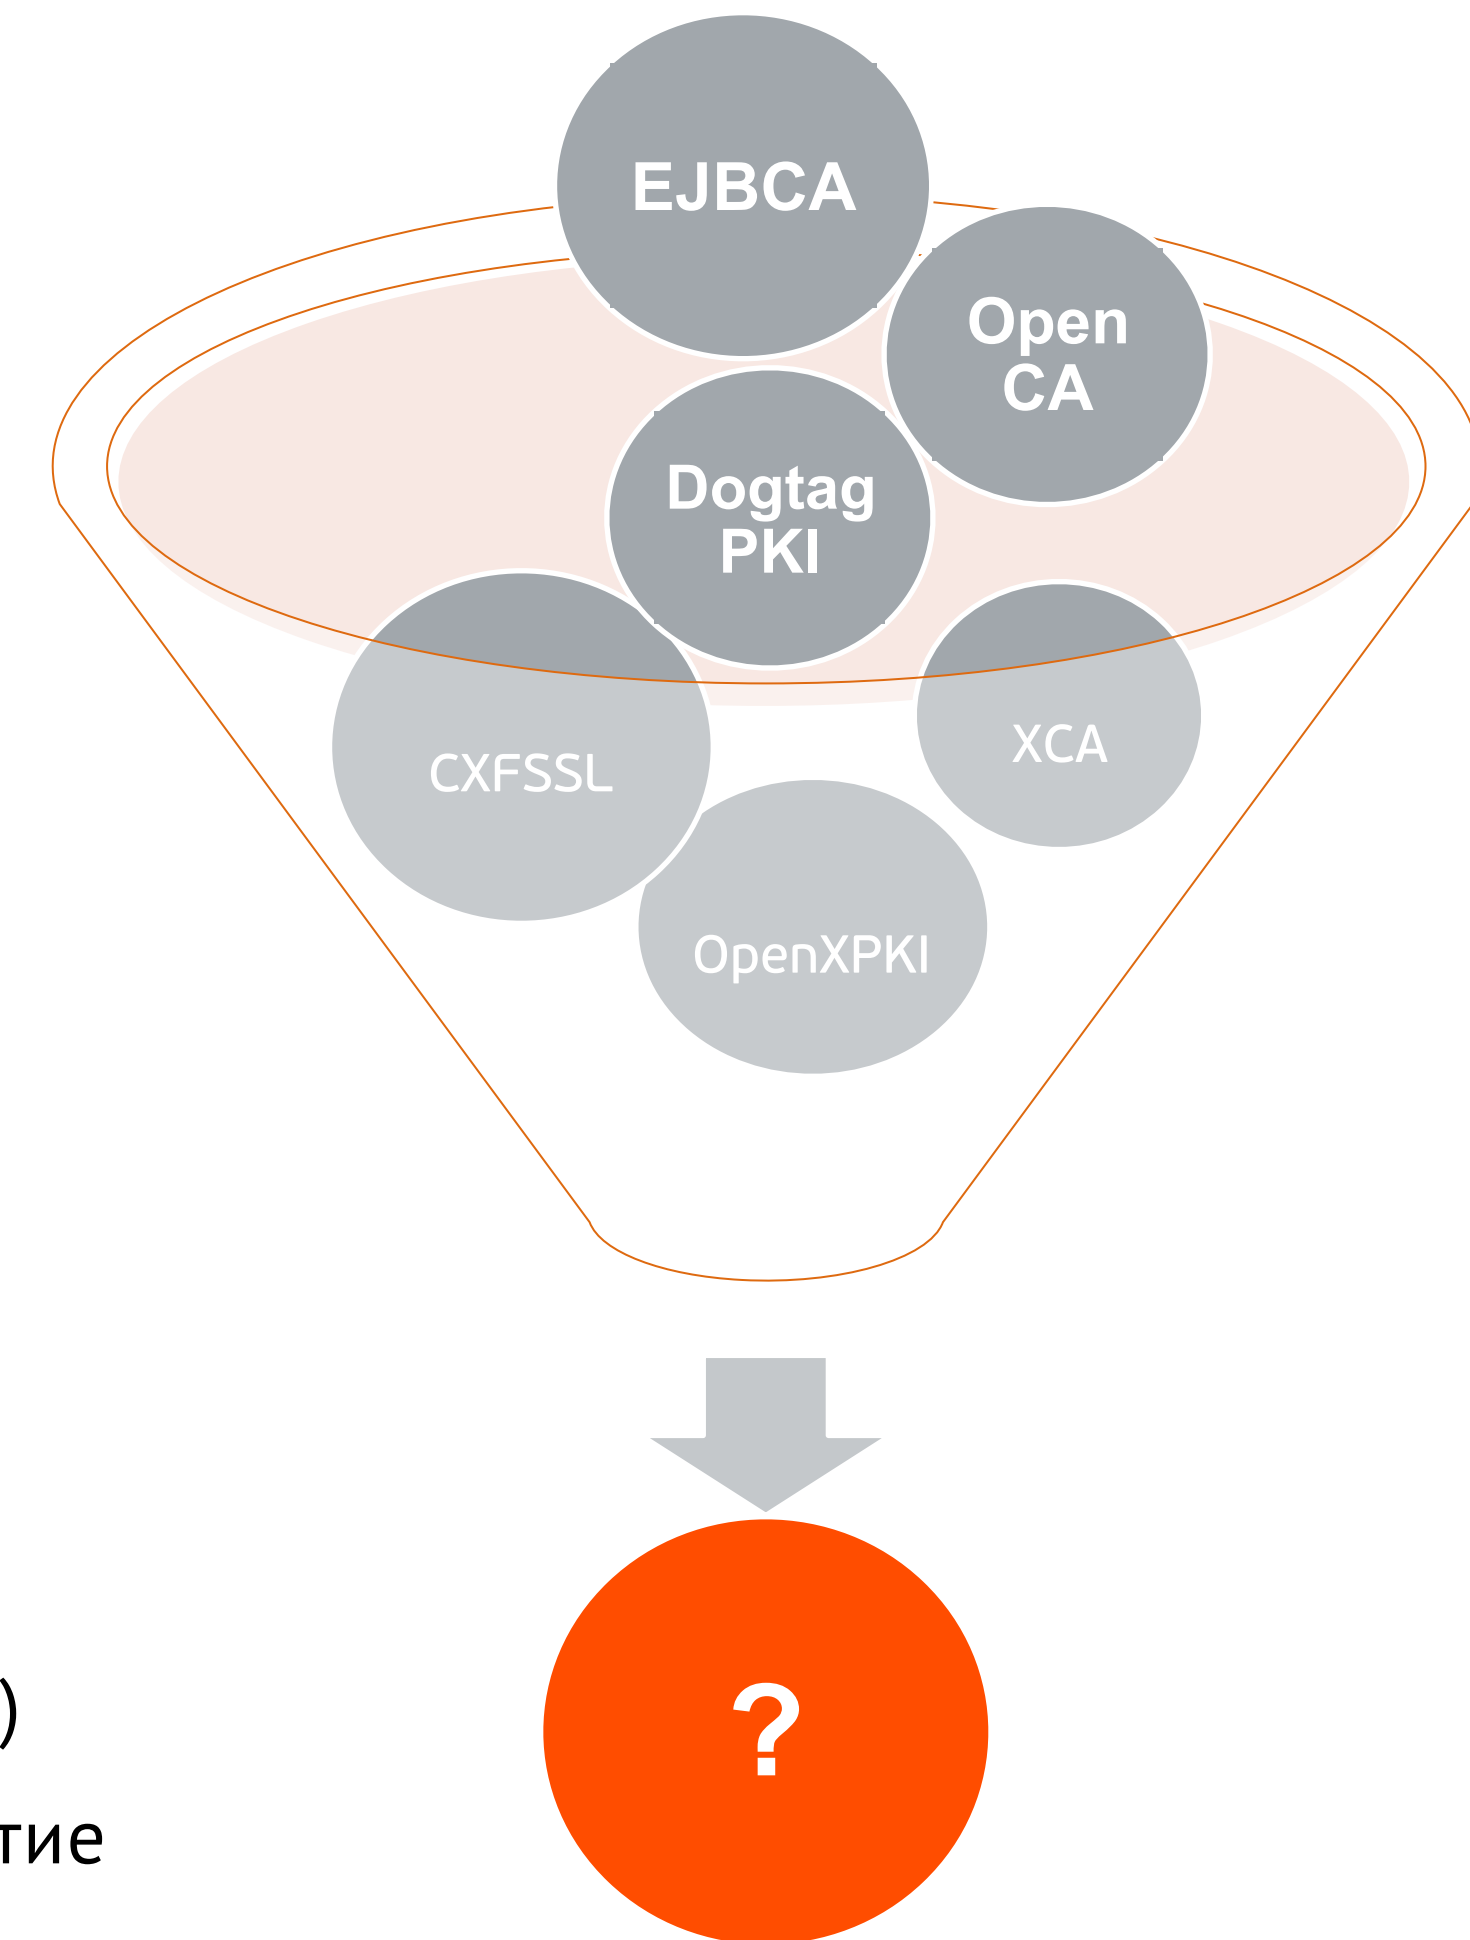 EJBCA
Open
CA
Dogtag
PKI
CXFSSL
XCA
OpenXPKI
?
)
тие